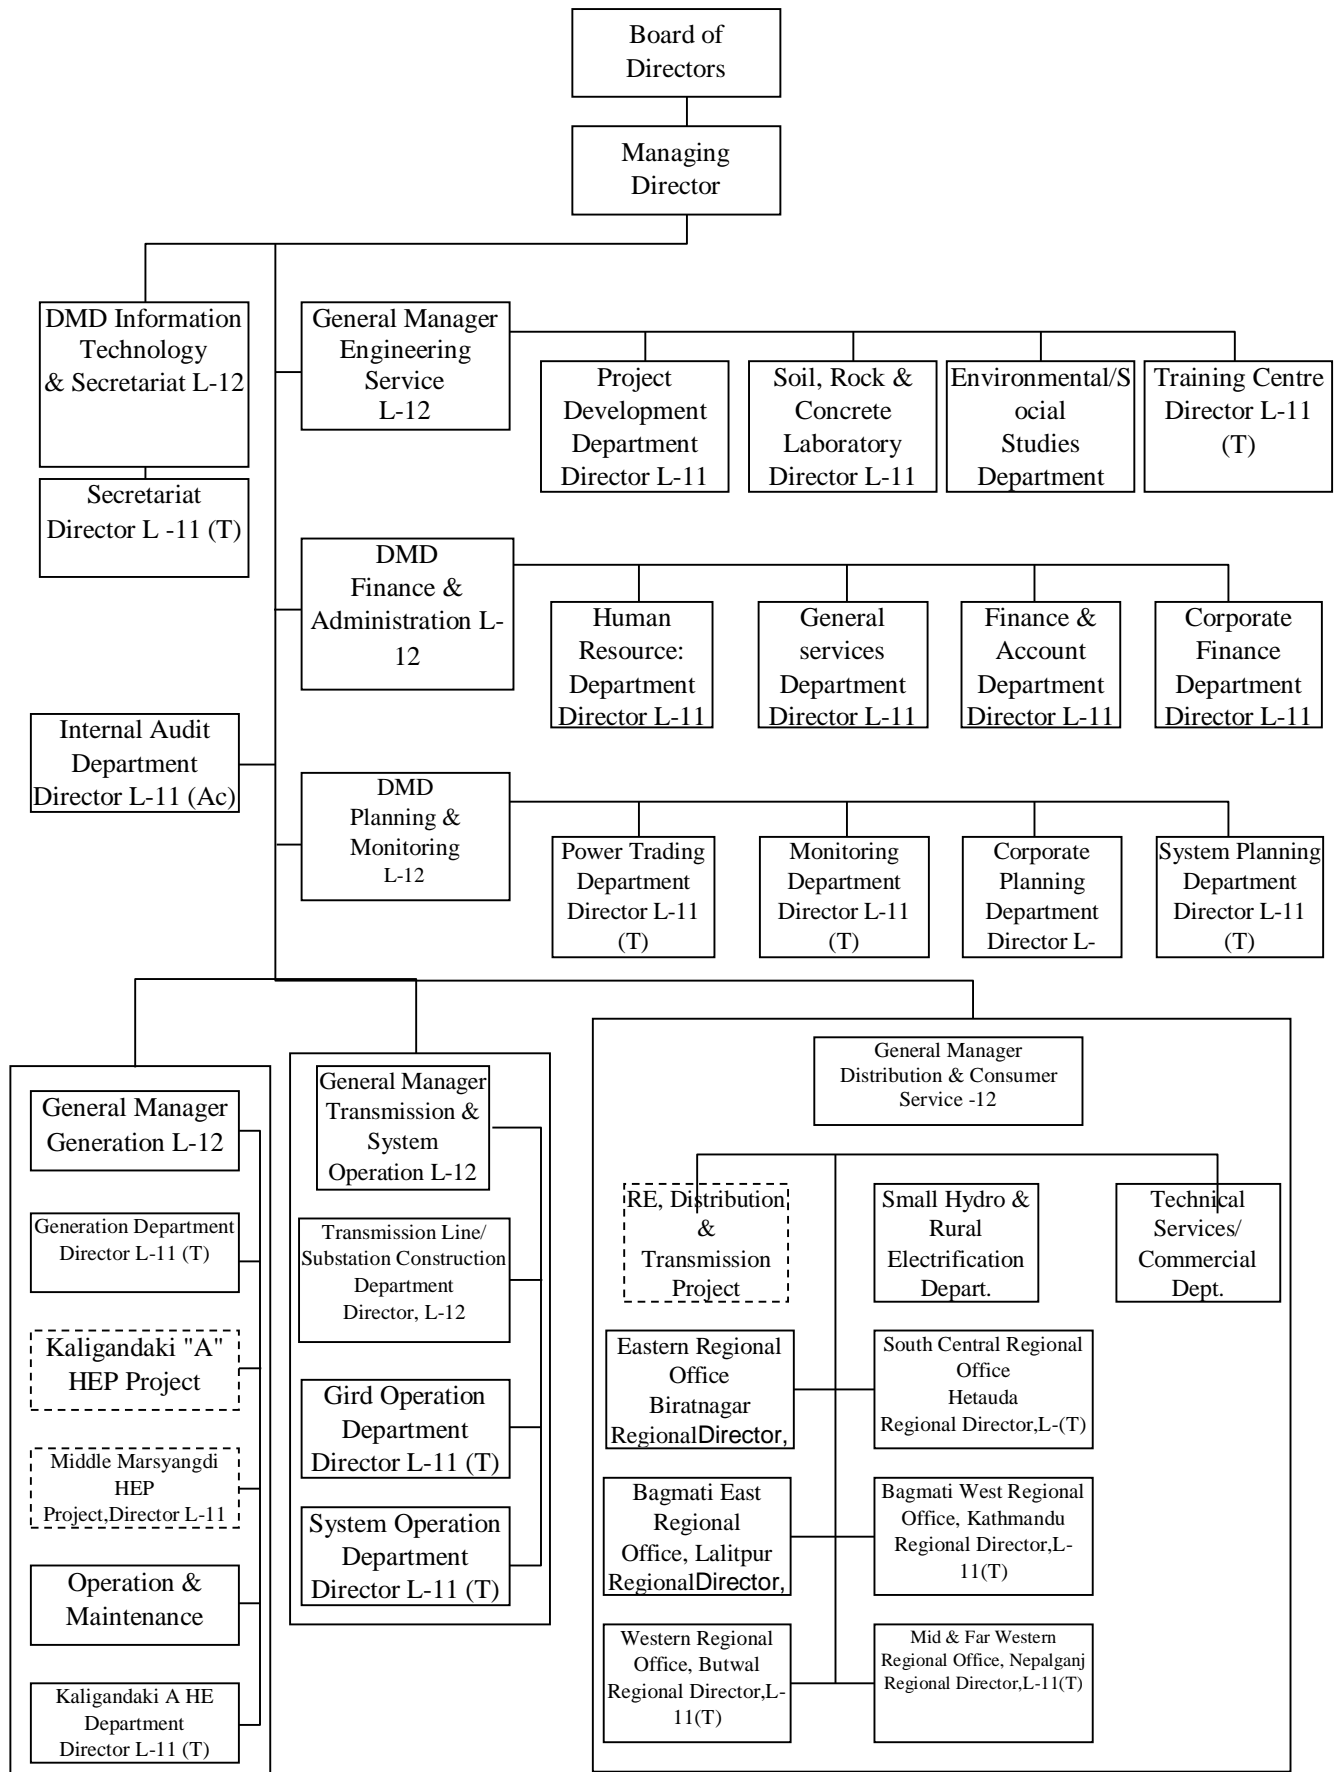 Board of
Directors
Managing
Director
DMD Information
Technology
& Secretariat L-12
Secretariat
Director L -11 (T)
General Manager
Engineering
Service
L-12
Project
Development
Department
Director L-11
Soil, Rock &
Concrete
Laboratory
Director L-11
Environmental/S
ocial
Studies
Department
Training Centre
Director L-11
(T)
DMD
Finance &
Administration L-
12
Human
Resource:
Department
Director L-11
General
services
Department
Director L-11
Finance &
Account
Department
Director L-11
Corporate
Finance
Department
Director L-11
Internal Audit
Department
Director L-11 (Ac)
DMD
Planning &
Monitoring
L-12
Power Trading
Department
Director L-11
(T)
Monitoring
Department
Director L-11
(T)
Corporate
Planning
Department
Director L-
System Planning
Department
Director L-11
(T)
General Manager
Generation L-12
Generation Department
Director L-11 (T)
Kaligandaki "A"
HEP Project
Middle Marsyangdi
HEP
Project,Director L-11
Operation &
Maintenance
Kaligandaki A HE
Department
Director L-11 (T)
General Manager
Transmission &
System
Operation L-12
Transmission Line/
Substation Construction
Department
Director, L-12
Gird Operation
Department
Director L-11 (T)
System Operation
Department
Director L-11 (T)
General Manager
Distribution & Consumer
Service -12
RE, Distribution
&
Transmission
Project
Small Hydro &
Rural
Electrification
Depart.
Technical
Services/
Commercial
Dept.
Eastern Regional
Office
Biratnagar
RegionalDirector,
South Central Regional
Office
Hetauda
Regional Director,L-(T)
Bagmati East
Regional
Office, Lalitpur
RegionalDirector,
Bagmati West Regional
Office, Kathmandu
Regional Director,L-
11(T)
Western Regional
Office, Butwal
Regional Director,L-
11(T)
Mid & Far Western
Regional Office, Nepalganj
Regional Director,L-11(T)